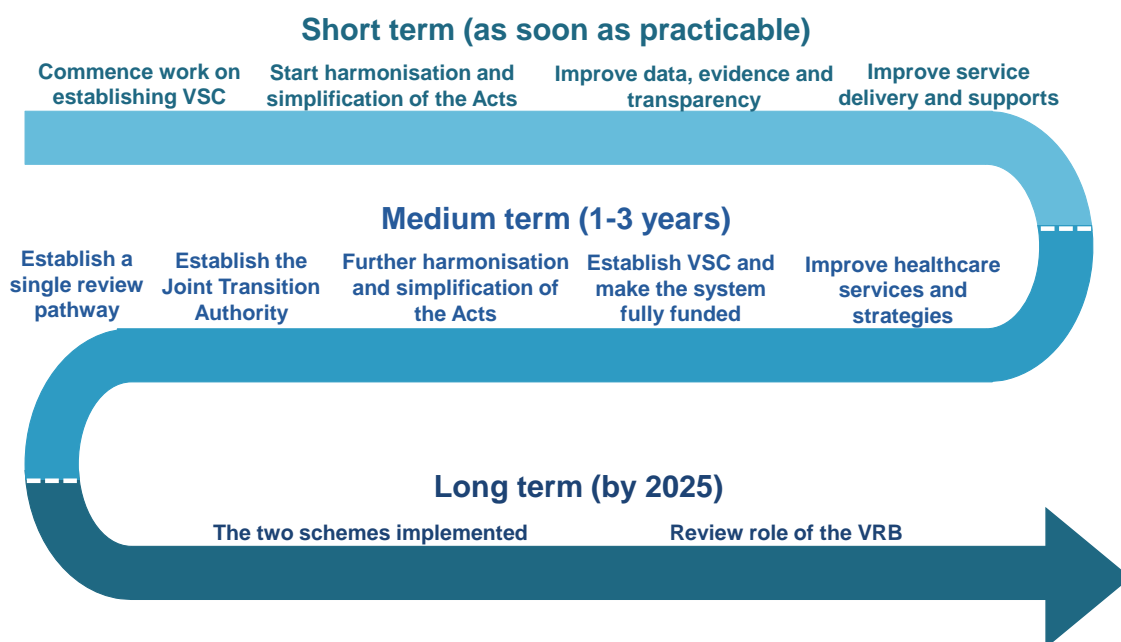 Short term (as soon as practicable)
Commence work on
establishing VSC
Start harmonisation and
simplification of the Acts
Improve data, evidence and
transparency
Improve service
delivery and supports
Medium term (1-3 years)
Establish a
single review
pathway
Establish the
Joint Transition
Authority
Further harmonisation
and simplification of
the Acts
Establish VSC and
make the system
fully funded
Improve healthcare
services and
strategies
Long term (by 2025)
The two schemes implemented
Review role of the VRB